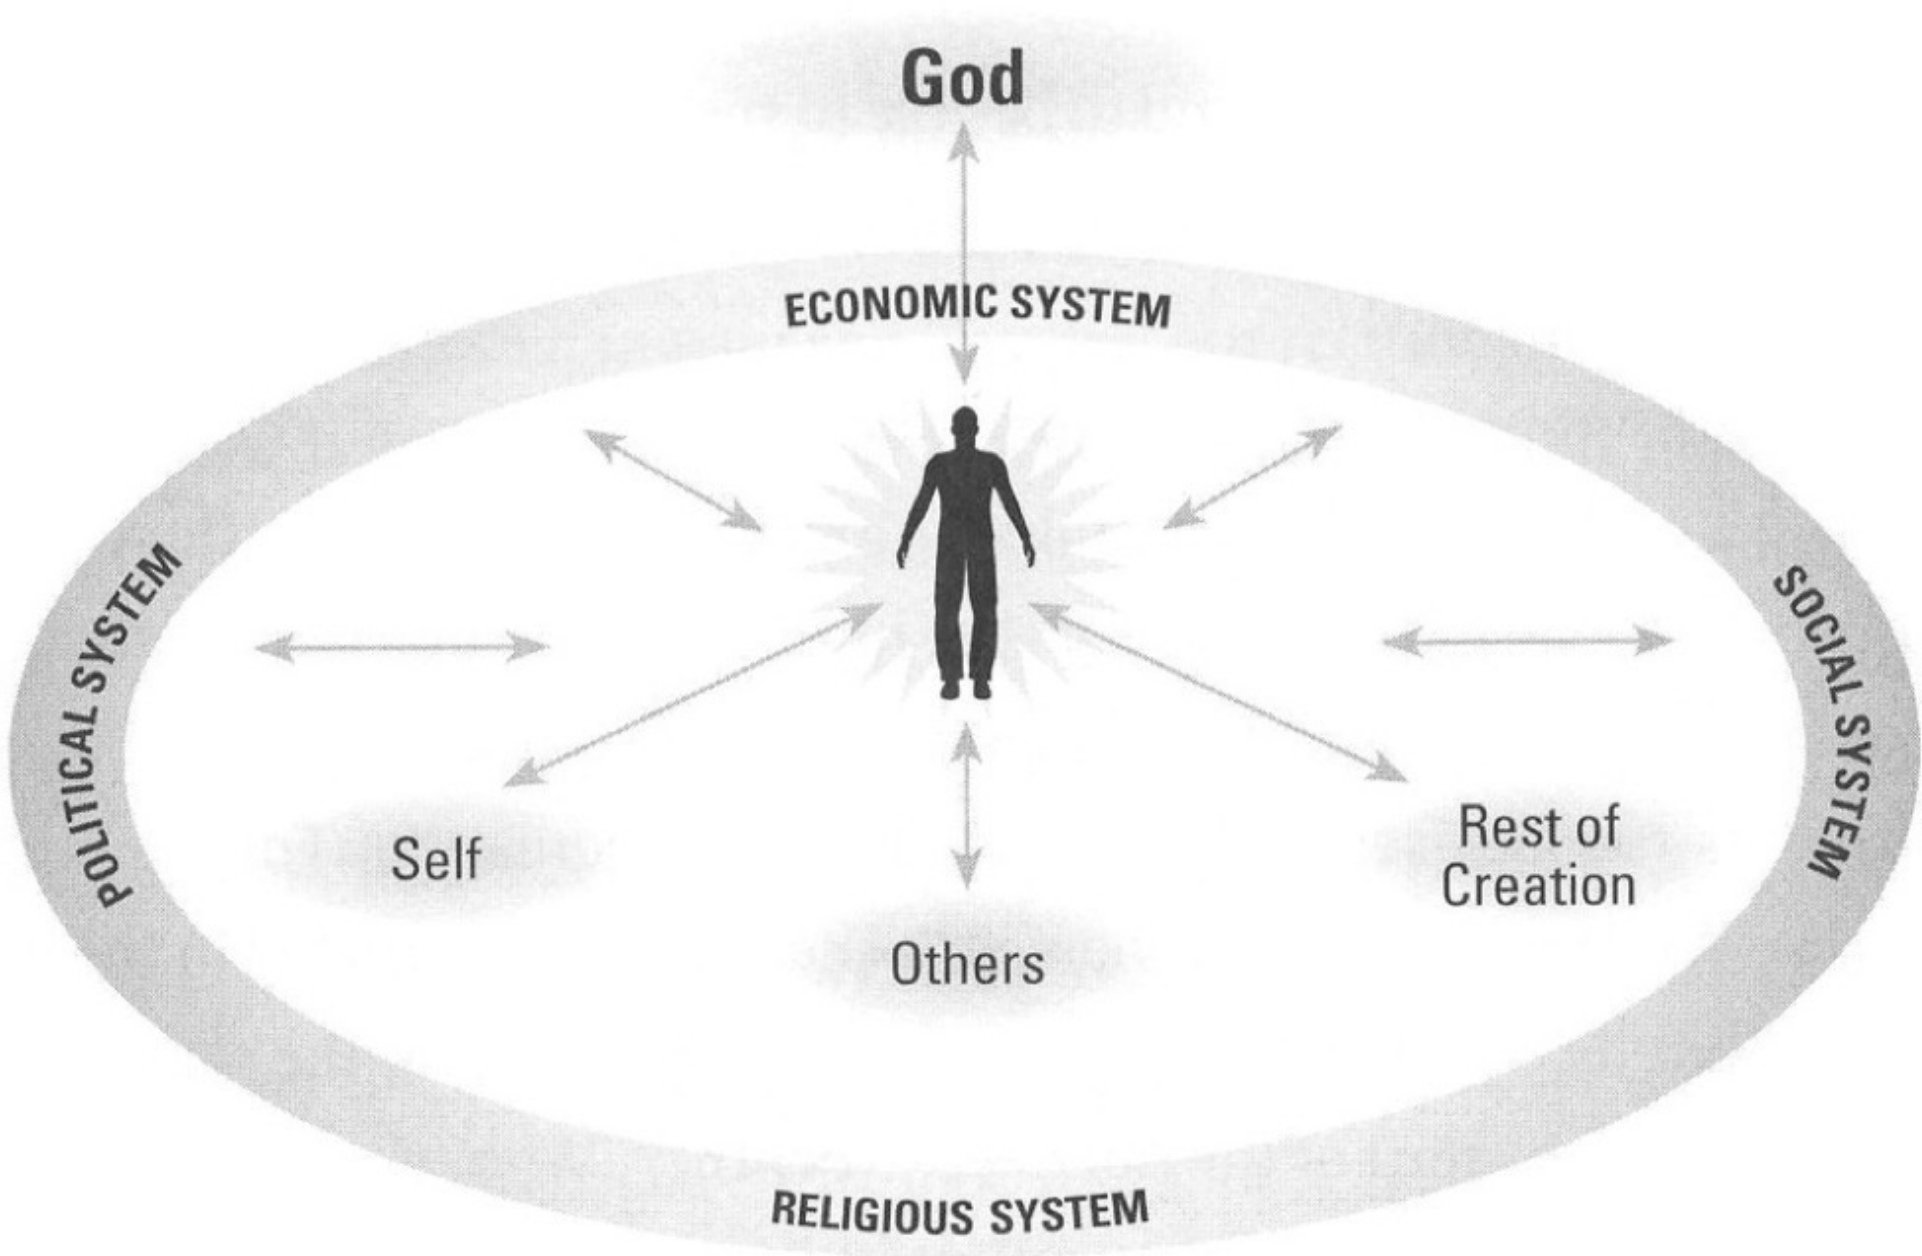 God
ECONOMIC SYSTEM
POLITICAL SYSTEM
SOCIAL SYSTEM
Self
Rest of
Creation
Others
RELIGIOUS SYSTEM